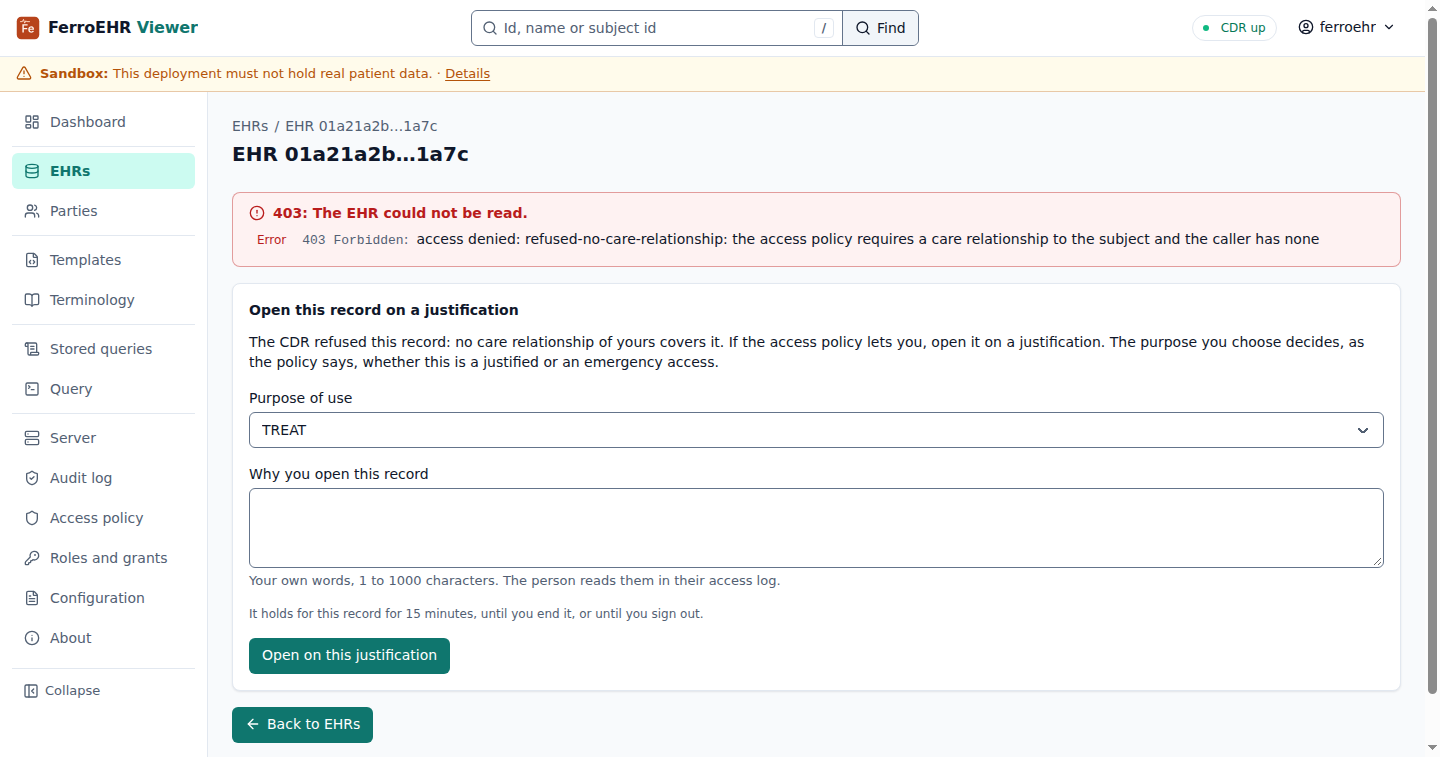 Fe FerroEHR Viewer
Id, name or subject id /
Find
CDR up
ferroehr
Sandbox: This deployment must not hold real patient data. · Details
Dashboard
EHRs
Parties
Templates
Terminology
Stored queries
Query
Server
Audit log
Access policy
Roles and grants
Configuration
About
Collapse
EHRs / EHR 01a21a2b…1a7c
EHR 01a21a2b…1a7c
403: The EHR could not be read.
Error 403 Forbidden: access denied: refused-no-care-relationship: the access policy requires a care relationship to the subject and the caller has none
Open this record on a justification
The CDR refused this record: no care relationship of yours covers it. If the access policy lets you, open it on a justification. The purpose you choose decides, as
the policy says, whether this is a justified or an emergency access.
Purpose of use
TREAT
Why you open this record
Your own words, 1 to 1000 characters. The person reads them in their access log.
It holds for this record for 15 minutes, until you end it, or until you sign out.
Open on this justification
Back to EHRs